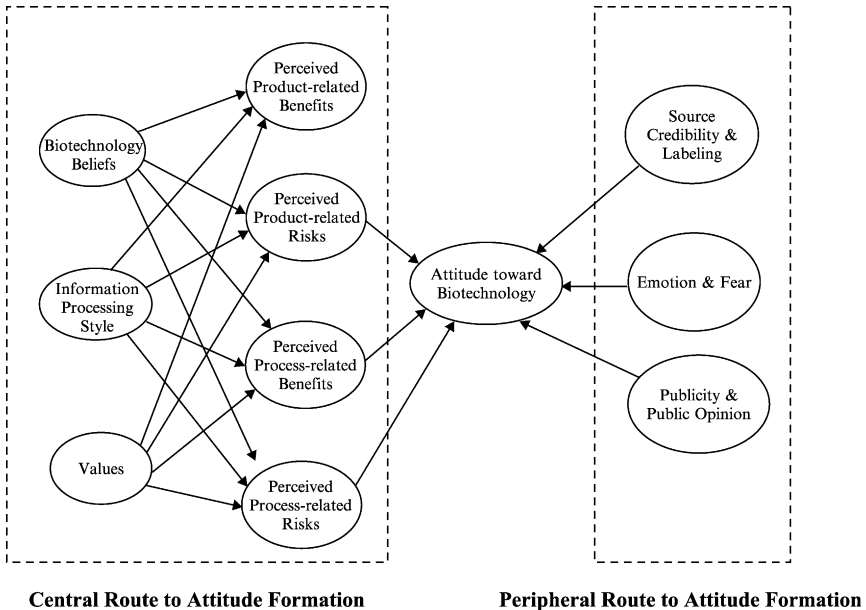 Perceived
Product-related
Benefits
Biotechnology
Beliefs
Perceived
Product-related
Risks
Information
Processing
Style
Perceived
Process-related
Benefits
Values
Perceived
Process-related
Risks
Attitude toward
Biotechnology
Source
Credibility &
Labeling
Emotion & Fear
Publicity &
Public Opinion
Central Route to Attitude Formation
Peripheral Route to Attitude Formation